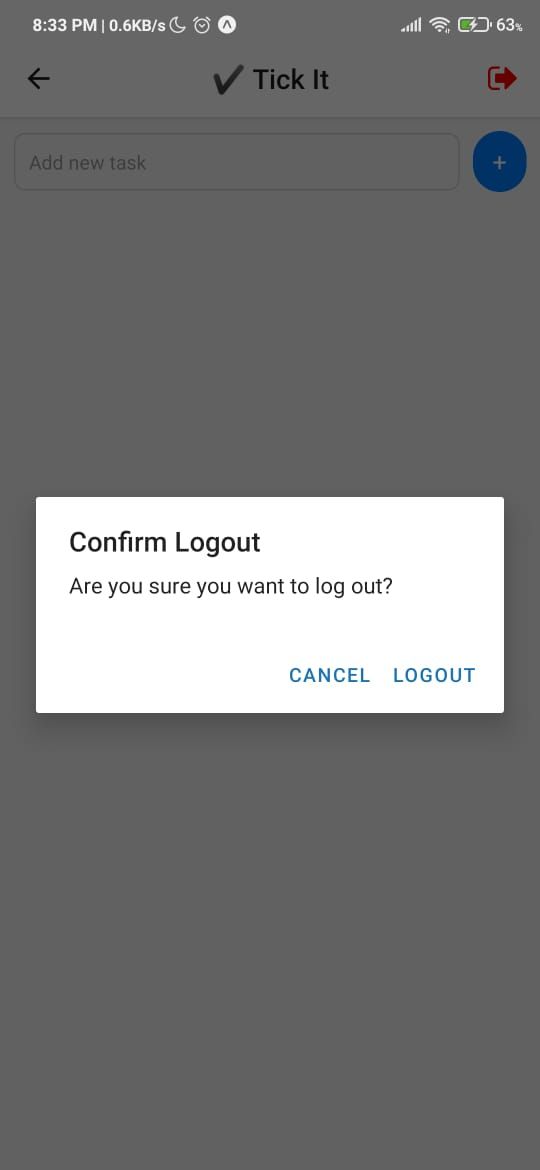 8:33 PM | 0.6KB/s 63%
✔ Tick It
Add new task
+
Confirm Logout
Are you sure you want to log out?
CANCEL LOGOUT